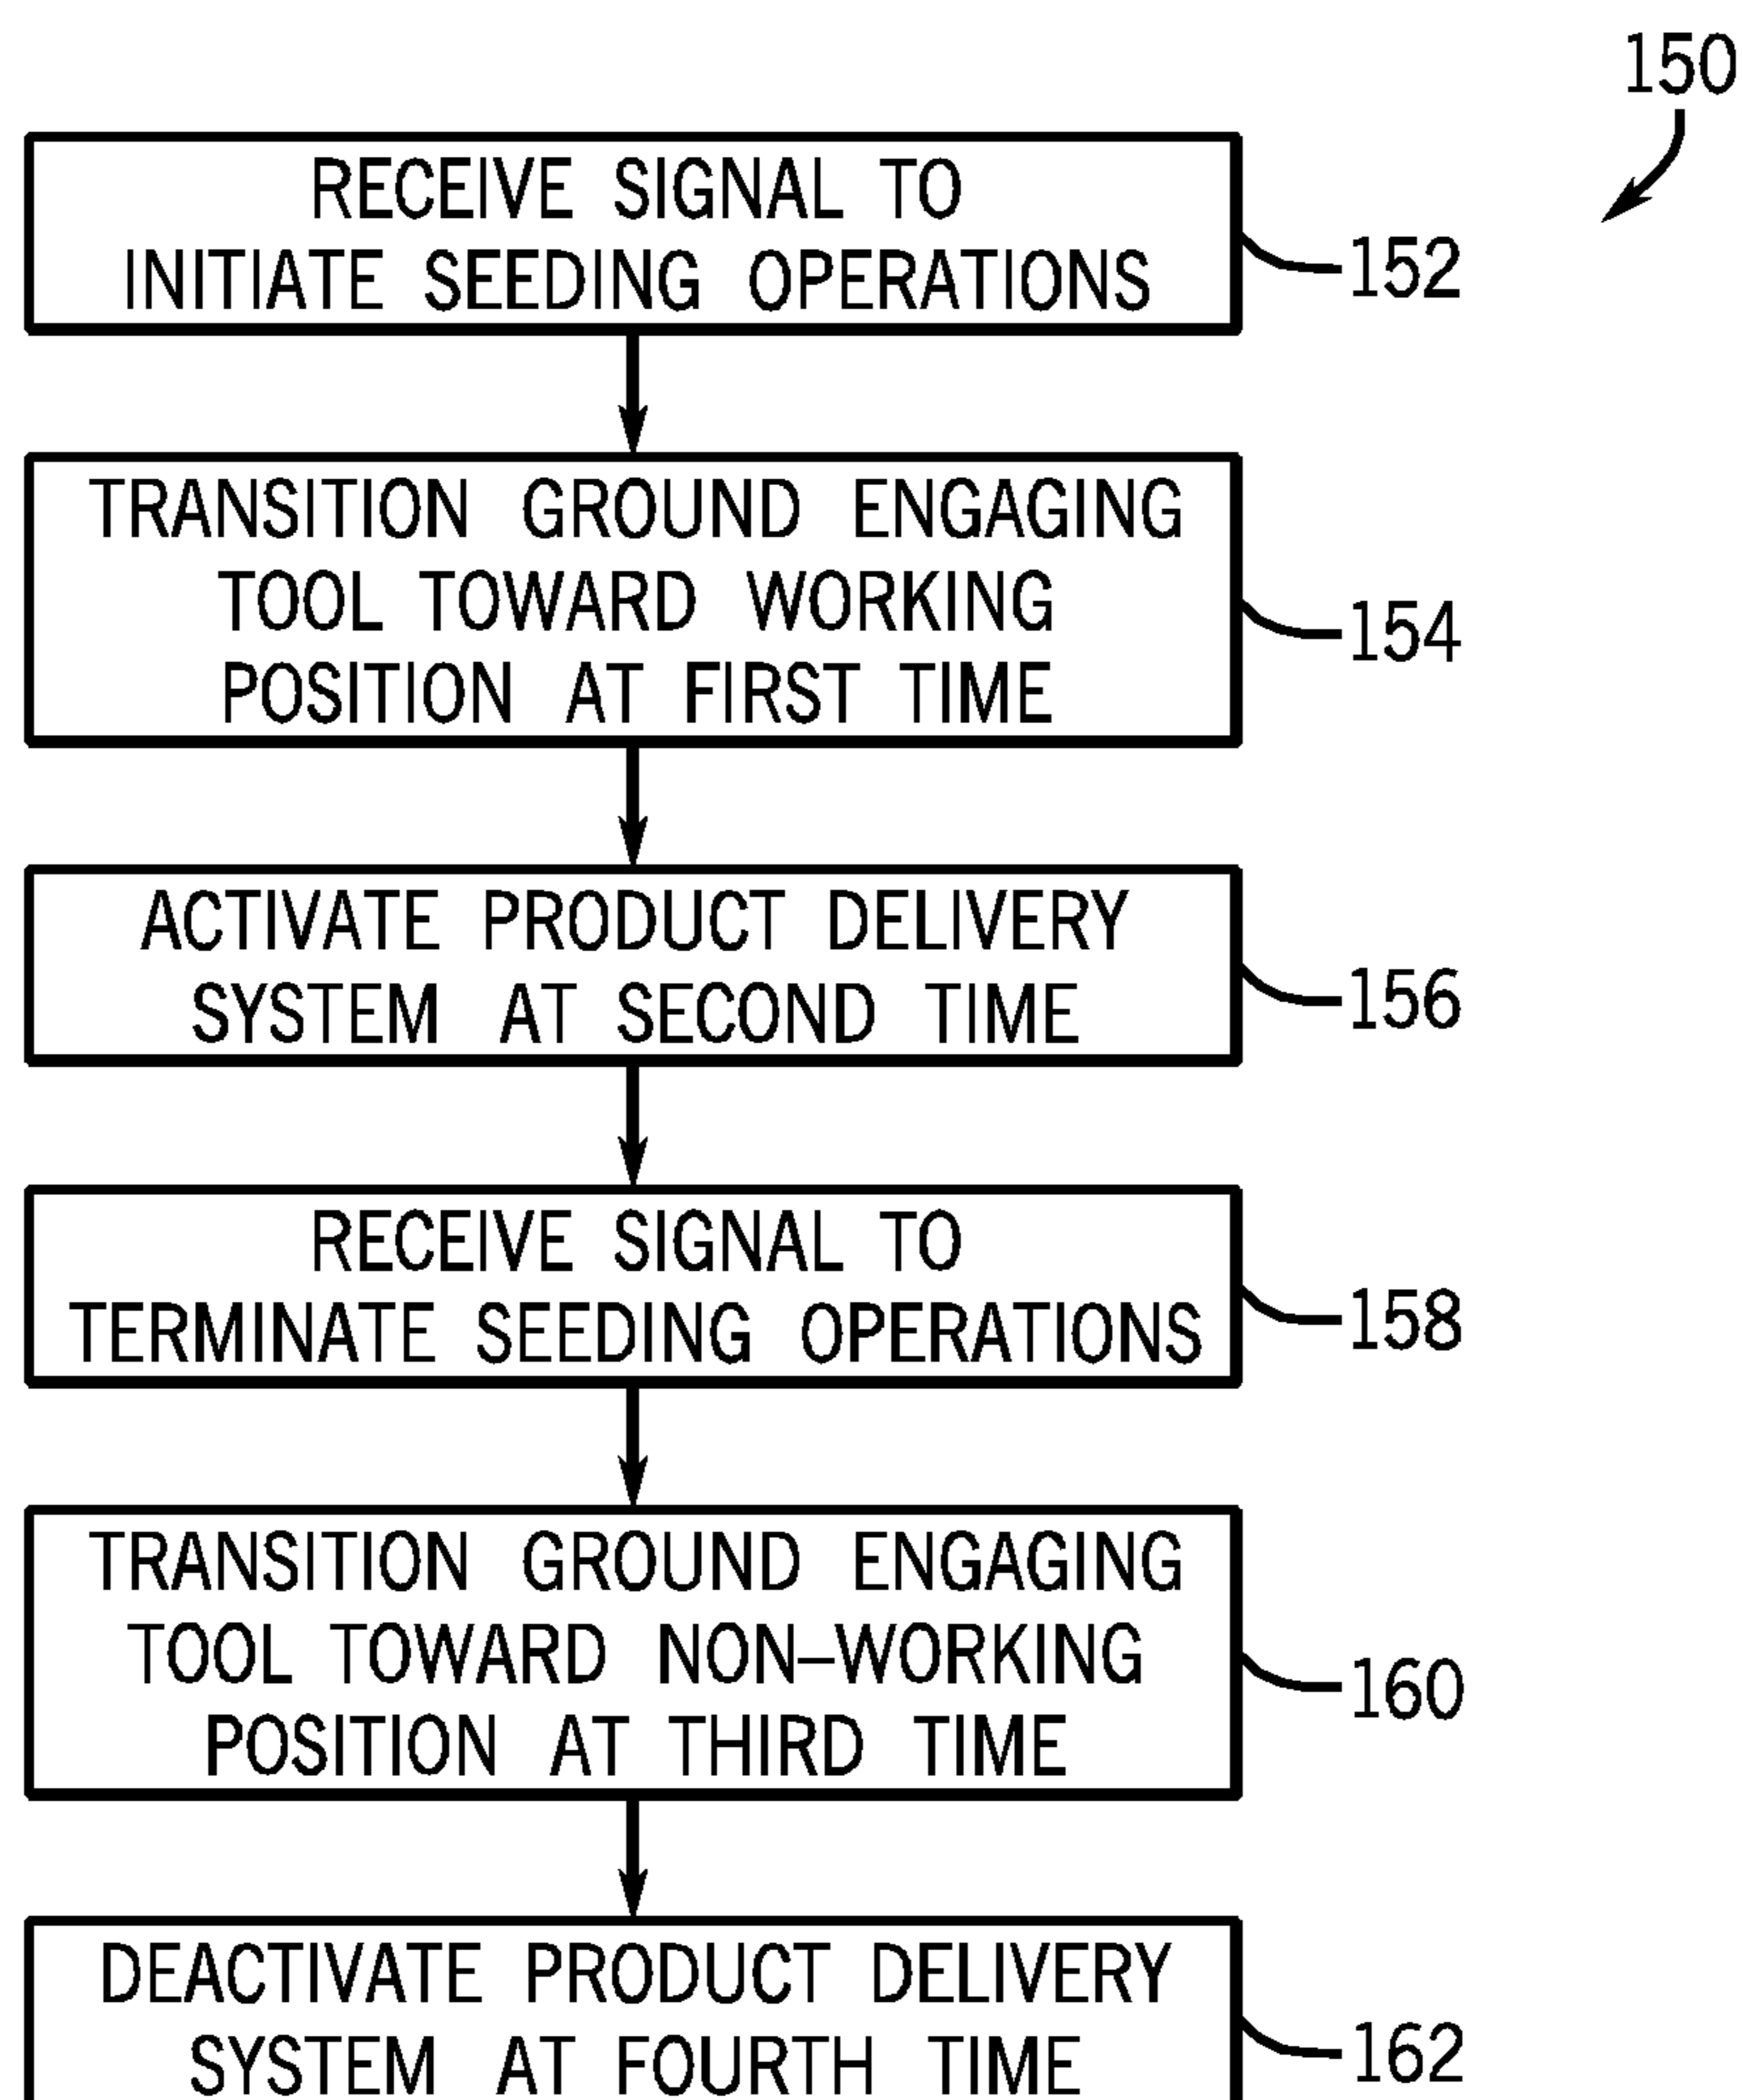 150
RECEIVE SIGNAL TO
INITIATE SEEDING OPERATIONS
152
TRANSITION GROUND ENGAGING
TOOL TOWARD WORKING
POSITION AT FIRST TIME
154
ACTIVATE PRODUCT DELIVERY
SYSTEM AT SECOND TIME
156
RECEIVE SIGNAL TO
TERMINATE SEEDING OPERATIONS
158
TRANSITION GROUND ENGAGING
TOOL TOWARD NON-WORKING
POSITION AT THIRD TIME
160
DEACTIVATE PRODUCT DELIVERY
SYSTEM AT FOURTH TIME
162